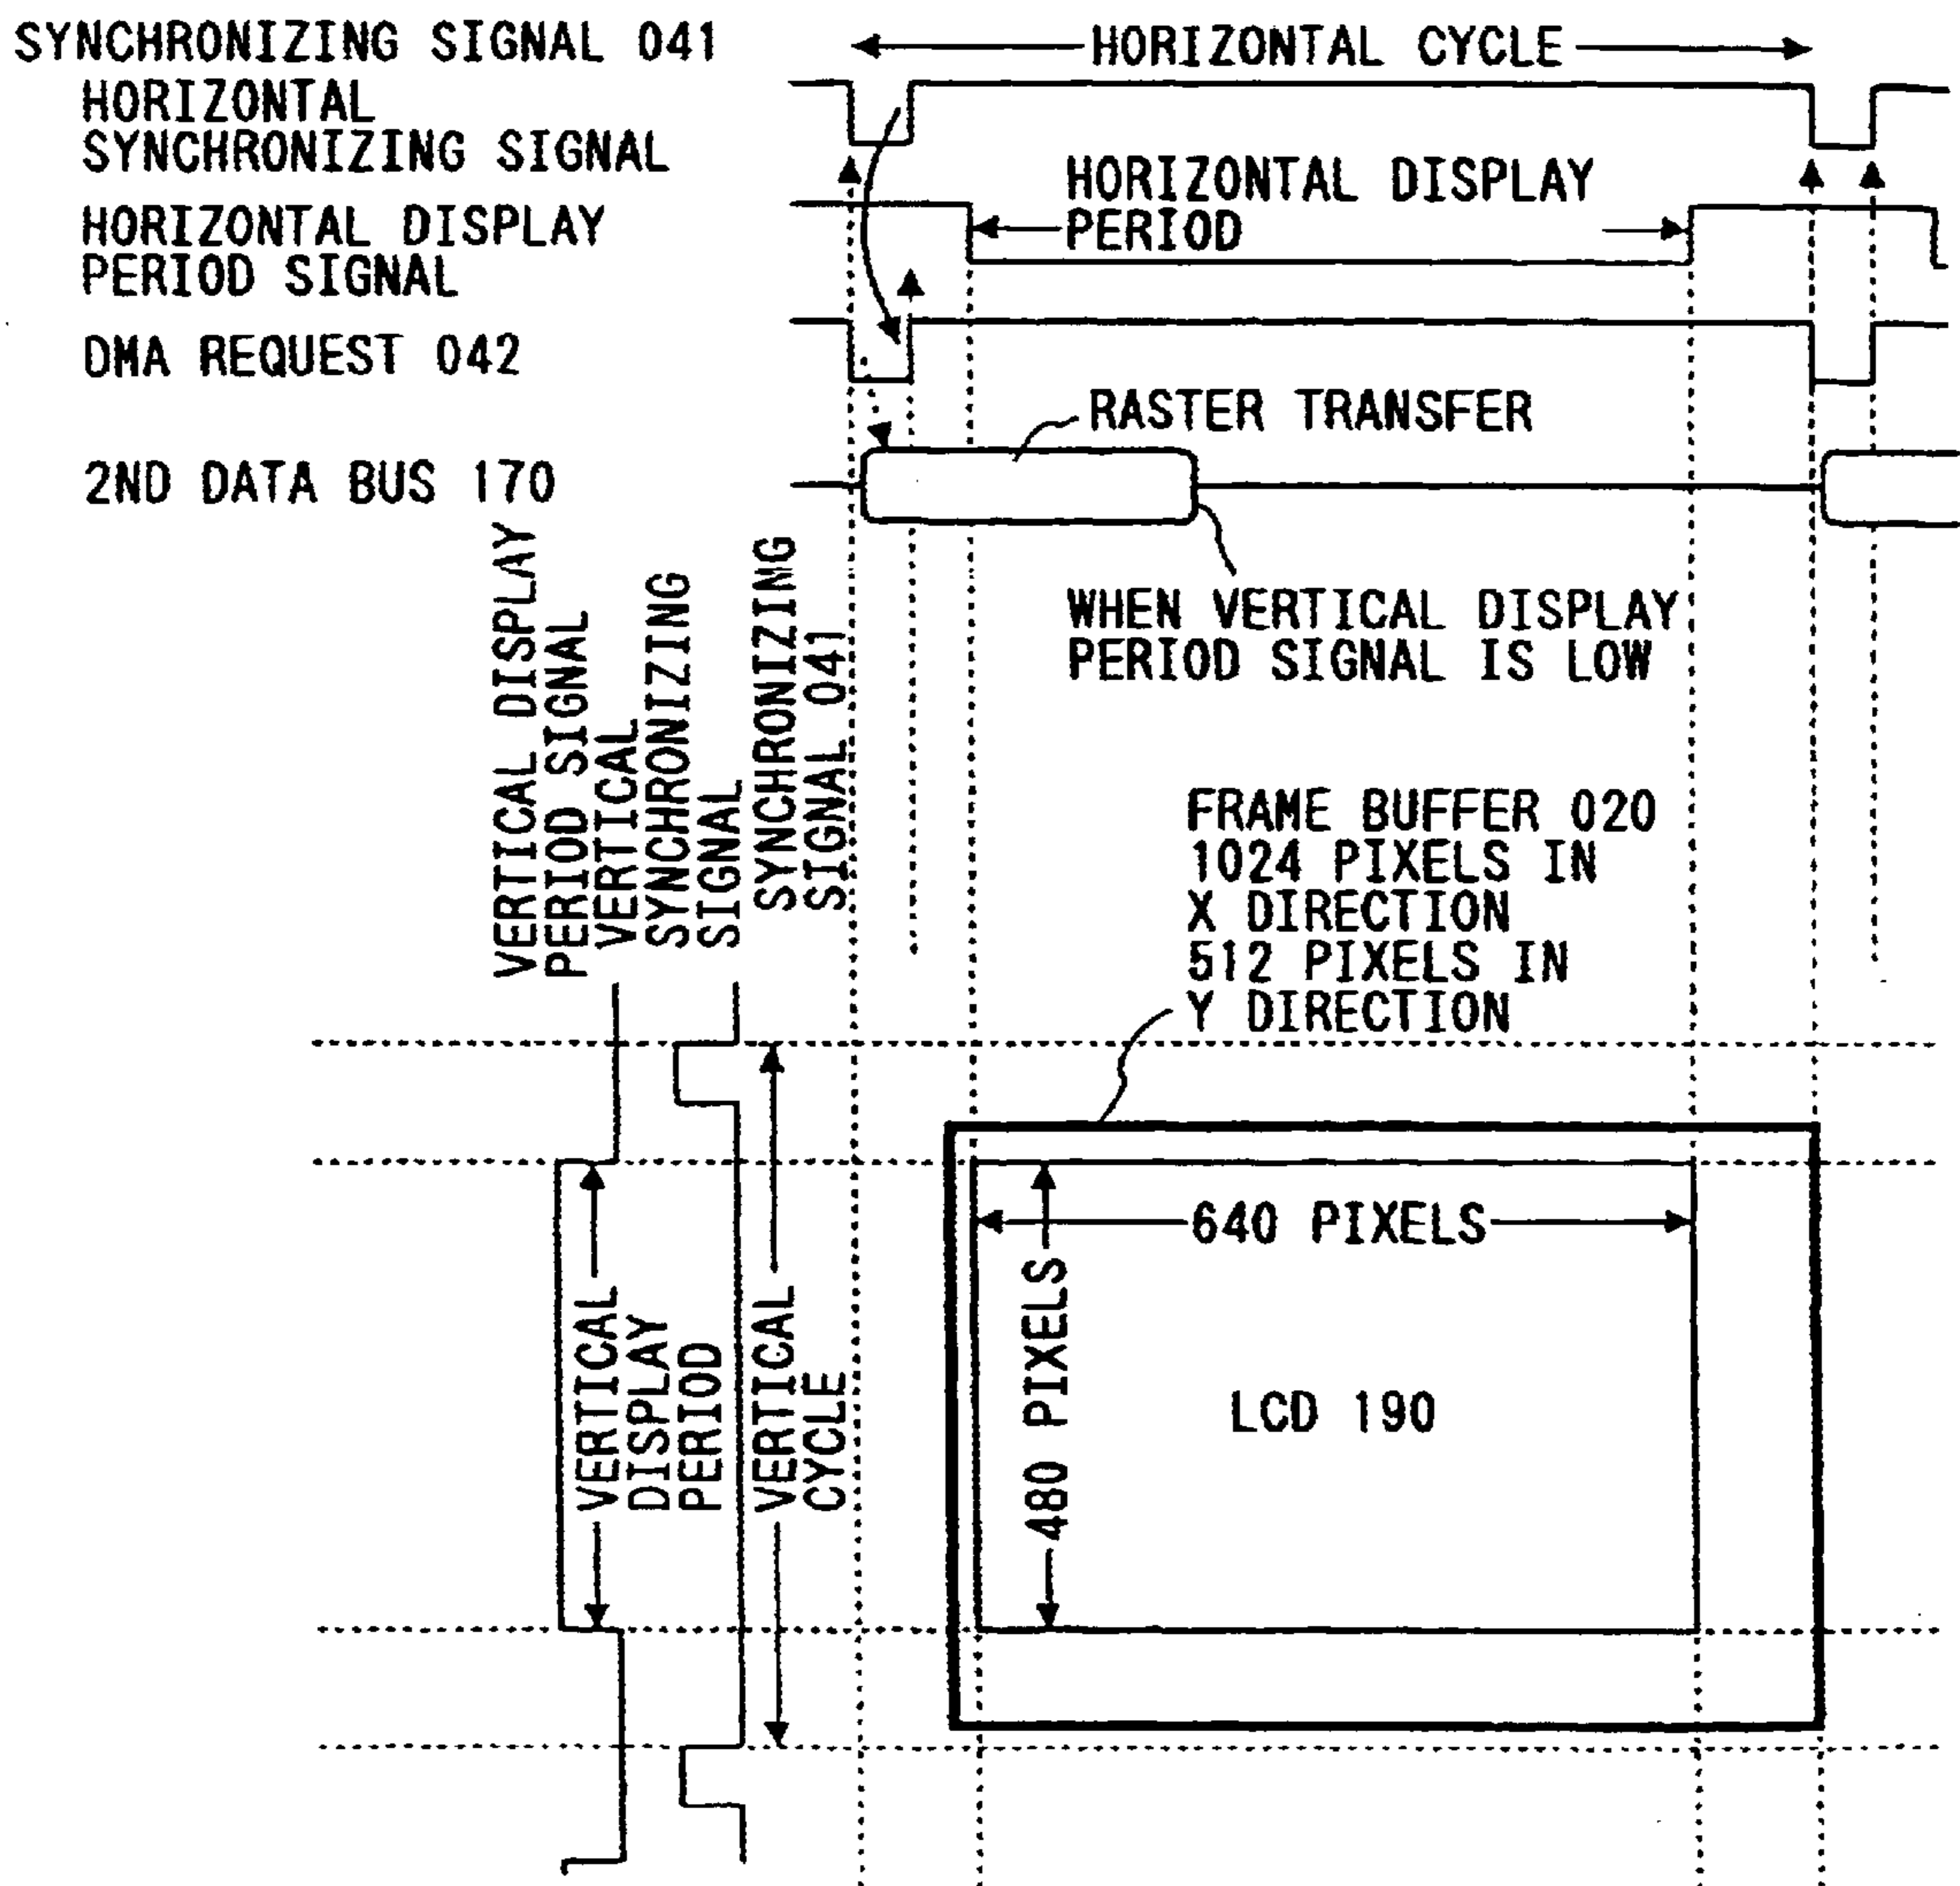 SYNCHRONIZING SIGNAL 041
HORIZONTAL CYCLE
HORIZONTAL
SYNCHRONIZING SIGNAL
HORIZONTAL DISPLAY
PERIOD
HORIZONTAL DISPLAY
PERIOD SIGNAL
DMA REQUEST 042
RASTER TRANSFER
2ND DATA BUS 170
WHEN VERTICAL DISPLAY
PERIOD SIGNAL IS LOW
VERTICAL DISPLAY
PERIOD SIGNAL
VERTICAL
SYNCHRONIZING
SIGNAL
SYNCHRONIZING
SIGNAL 041
FRAME BUFFER 020
1024 PIXELS IN
X DIRECTION
512 PIXELS IN
Y DIRECTION
640 PIXELS
480 PIXELS
LCD 190
VERTICAL
DISPLAY
PERIOD
VERTICAL
CYCLE